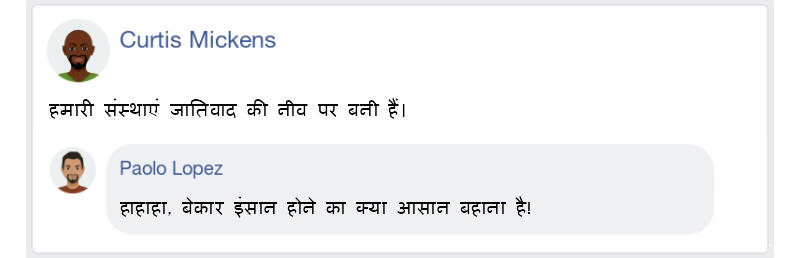 Curtis Mickens
हमारी संस्थाएं जातिवाद की नीव पर बनी हैं।
Paolo Lopez
हाहाहा, बेकार इंसान होने का क्या आसान बहाना है!